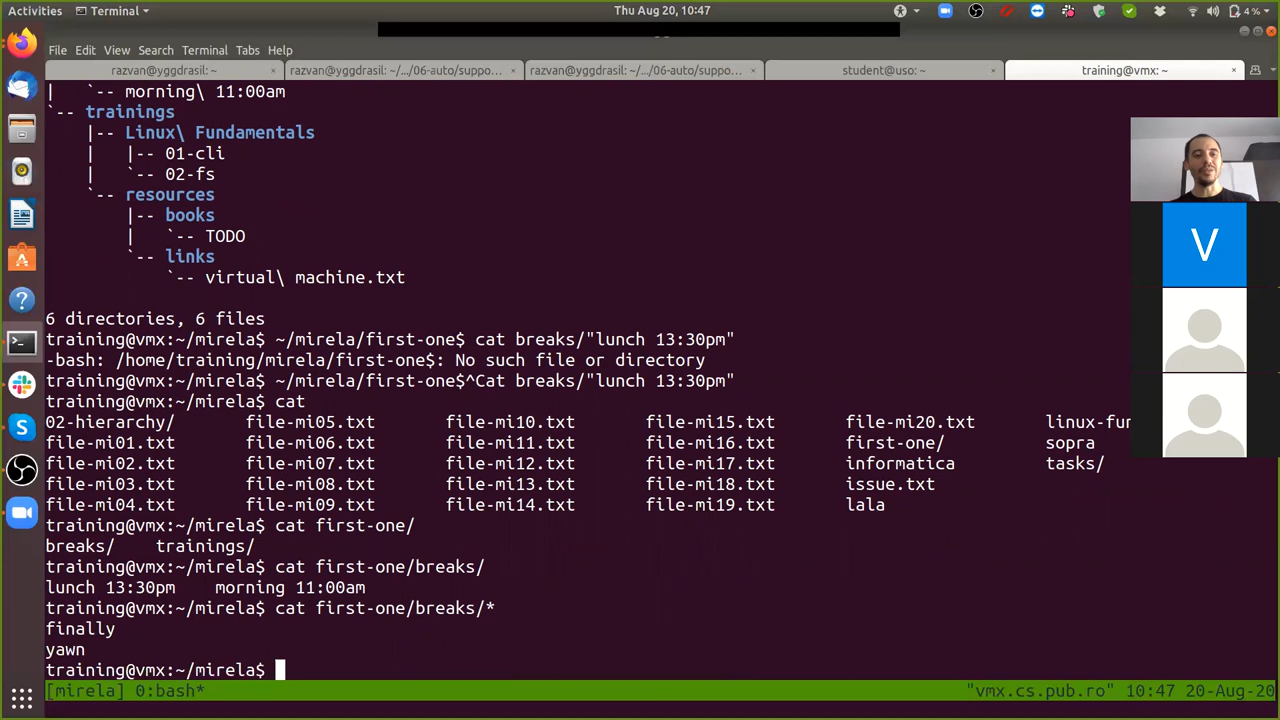 Activities Terminal Thu Aug 20, 10:47 4 %
File Edit View Search Terminal Tabs Help
razvan@yggdrasil: ~ × razvan@yggdrasil: ~/.../06-auto/suppo... × razvan@yggdrasil: ~/.../06-auto/suppo... × student@uso: ~ × training@vmx: ~ ×
| `-- morning\ 11:00am
`-- trainings
|-- Linux\ Fundamentals
| |-- 01-cli
| `-- 02-fs
`-- resources
|-- books
| `-- TODO
`-- links
`-- virtual\ machine.txt
6 directories, 6 files
training@vmx:~/mirela$ ~/mirela/first-one$ cat breaks/"lunch 13:30pm"
-bash: /home/training/mirela/first-one$: No such file or directory
training@vmx:~/mirela$ ~/mirela/first-one$^Cat breaks/"lunch 13:30pm"
training@vmx:~/mirela$ cat
02-hierarchy/ file-mi05.txt file-mi10.txt file-mi15.txt file-mi20.txt linux-fun
file-mi01.txt file-mi06.txt file-mi11.txt file-mi16.txt first-one/ sopra
file-mi02.txt file-mi07.txt file-mi12.txt file-mi17.txt informatica tasks/
file-mi03.txt file-mi08.txt file-mi13.txt file-mi18.txt issue.txt
file-mi04.txt file-mi09.txt file-mi14.txt file-mi19.txt lala
training@vmx:~/mirela$ cat first-one/
breaks/ trainings/
training@vmx:~/mirela$ cat first-one/breaks/
lunch 13:30pm morning 11:00am
training@vmx:~/mirela$ cat first-one/breaks/*
finally
yawn
training@vmx:~/mirela$
[mirela] 0:bash* "vmx.cs.pub.ro" 10:47 20-Aug-20
V